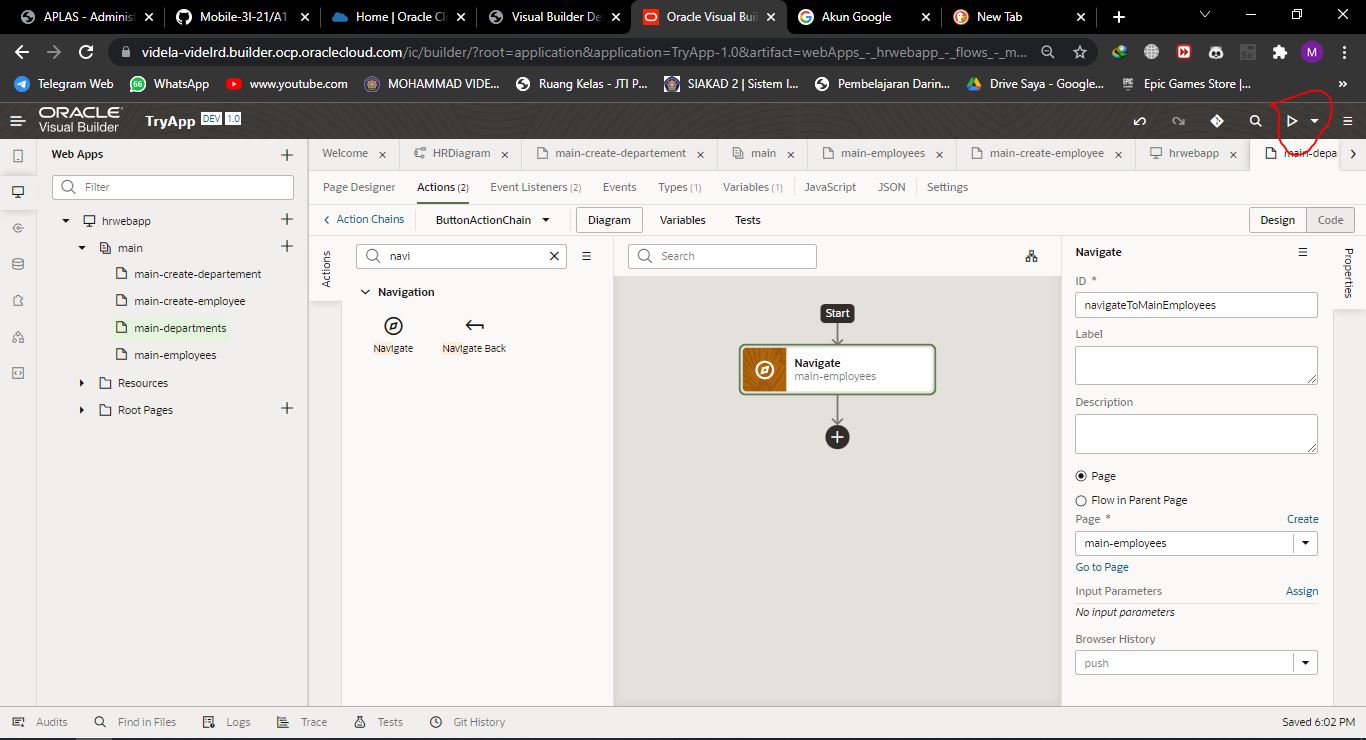 APLAS - Adminis
Mobile-3I-21/A1
Home | Oracle Cl
Visual Builder De
Oracle Visual Buil
Akun Google
New Tab
videla-videlrd.builder.ocp.oraclecloud.com/ic/builder/?root=application&application=TryApp-1.0&artifact=webApps_-_hrwebapp_-_flows_-_m...
M
Telegram Web
WhatsApp
www.youtube.com
MOHAMMAD VIDE...
Ruang Kelas - JTI P...
SIAKAD 2 | Sistem I...
Pembelajaran Darin...
Drive Saya - Google...
Epic Games Store |...
ORACLE
Visual Builder
TryApp
DEV
1.0
Web Apps
Welcome
HRDiagram
main-create-departement
main
main-employees
main-create-employee
hrwebapp
main-depa
Filter
Page Designer
Actions (2)
Event Listeners (2)
Events
Types (1)
Variables (1)
JavaScript
JSON
Settings
hrwebapp
main
main-create-departement
main-create-employee
main-departments
main-employees
Resources
Root Pages
Action Chains
ButtonActionChain
Diagram
Variables
Tests
Design
Code
Actions
navi
Navigation
Navigate
Navigate Back
Search
Start
Navigate
main-employees
Navigate
Properties
ID *
navigateToMainEmployees
Label
Description
Page
Flow in Parent Page
Page *
Create
main-employees
Go to Page
Input Parameters
Assign
No input parameters
Browser History
push
Audits
Find in Files
Logs
Trace
Tests
Git History
Saved 6:02 PM